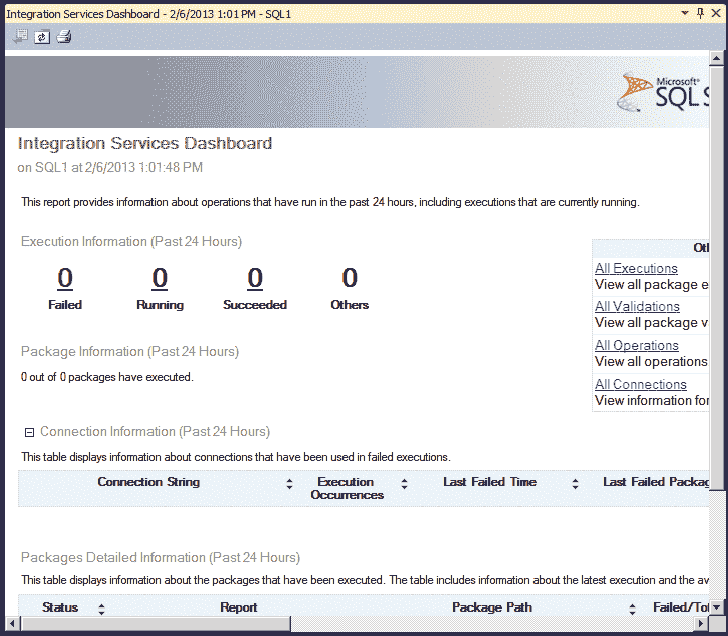 Integration Services Dashboard - 2/6/2013 1:01 PM - SQL1
Microsoft®
SQL S
Integration Services Dashboard
on SQL1 at 2/6/2013 1:01:48 PM
This report provides information about operations that have run in the past 24 hours, including executions that are currently running.
Execution Information (Past 24 Hours)
0 0 0 0
Failed Running Succeeded Others
Otl
All Executions
View all package e
All Validations
View all package v
All Operations
View all operations
All Connections
View information for
Package Information (Past 24 Hours)
0 out of 0 packages have executed.
Connection Information (Past 24 Hours)
This table displays information about connections that have been used in failed executions.
Connection String Execution Occurrences Last Failed Time Last Failed Packag
Packages Detailed Information (Past 24 Hours)
This table displays information about the packages that have been executed. The table includes information about the latest execution and the av
Status Report Package Path Failed/Tot